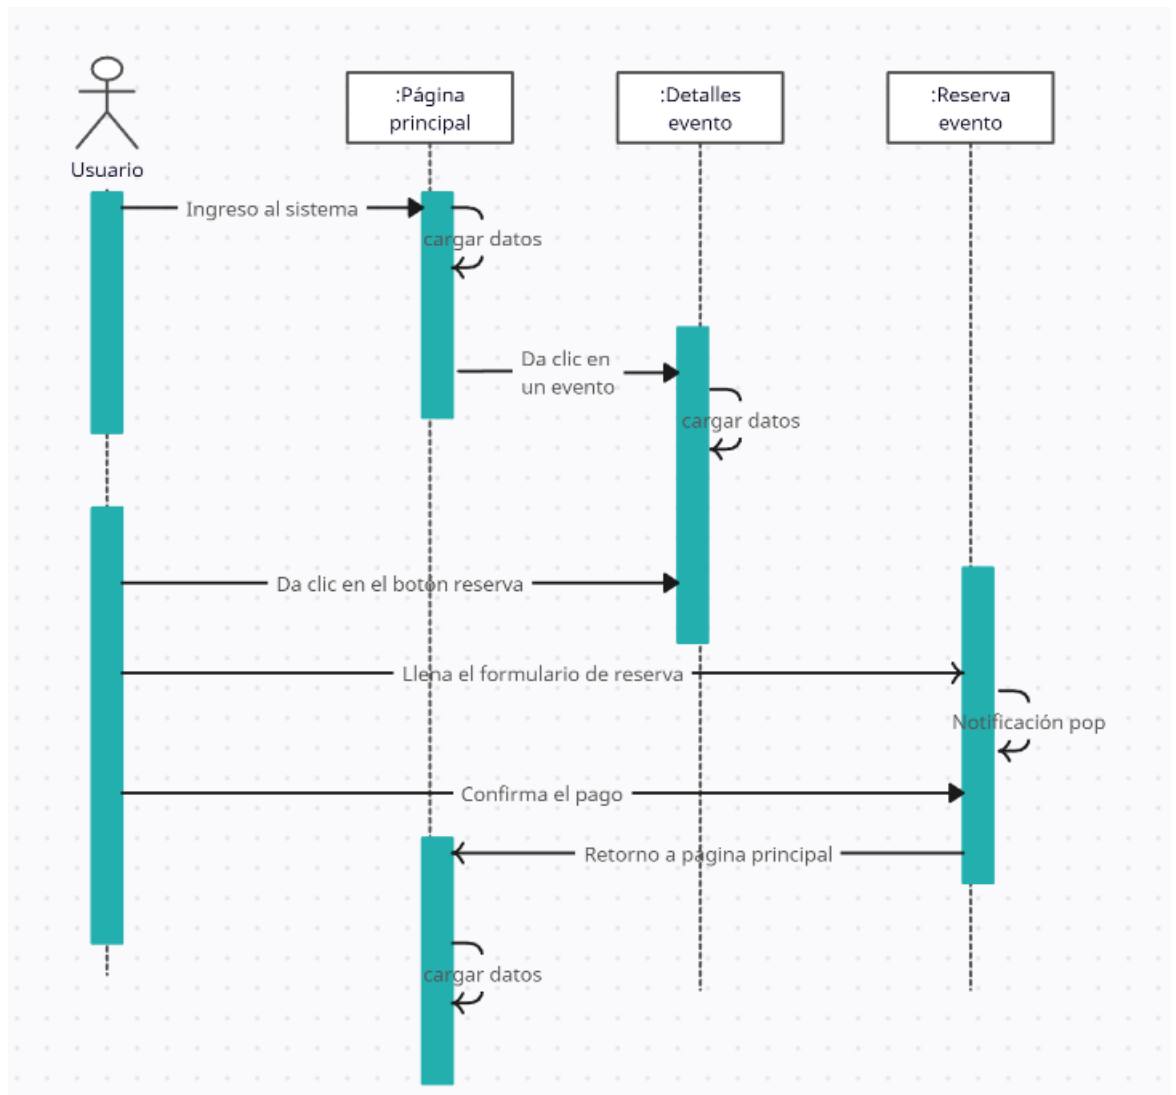 :Página
principal
:Detalles
evento
:Reserva
evento
Usuario
Ingreso al sistema
cargar datos
Da clic en
un evento
cargar datos
Da clic en el botón reserva
Llena el formulario de reserva
Notificación pop
Confirma el pago
Retorno a página principal
cargar datos